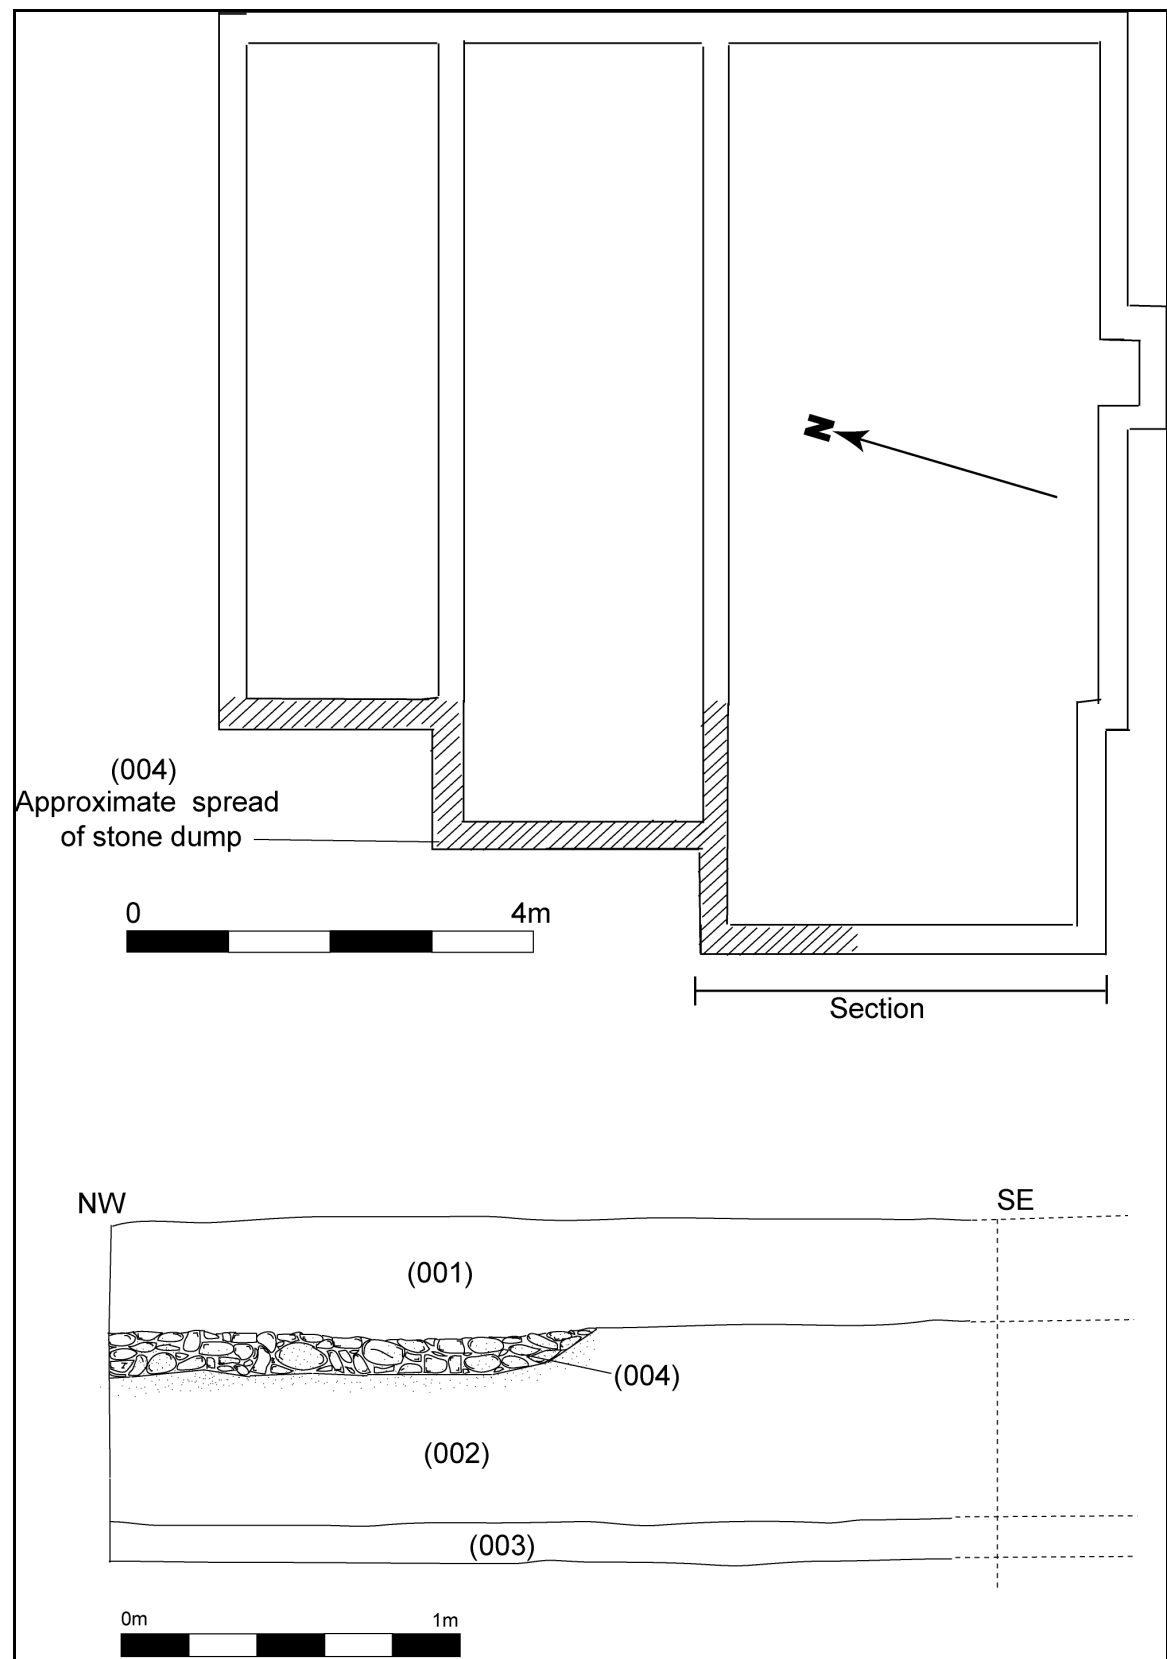 N
(004)
Approximate spread
of stone dump
0 4m
Section
NW SE
(001)
(004)
(002)
(003)
0m 1m